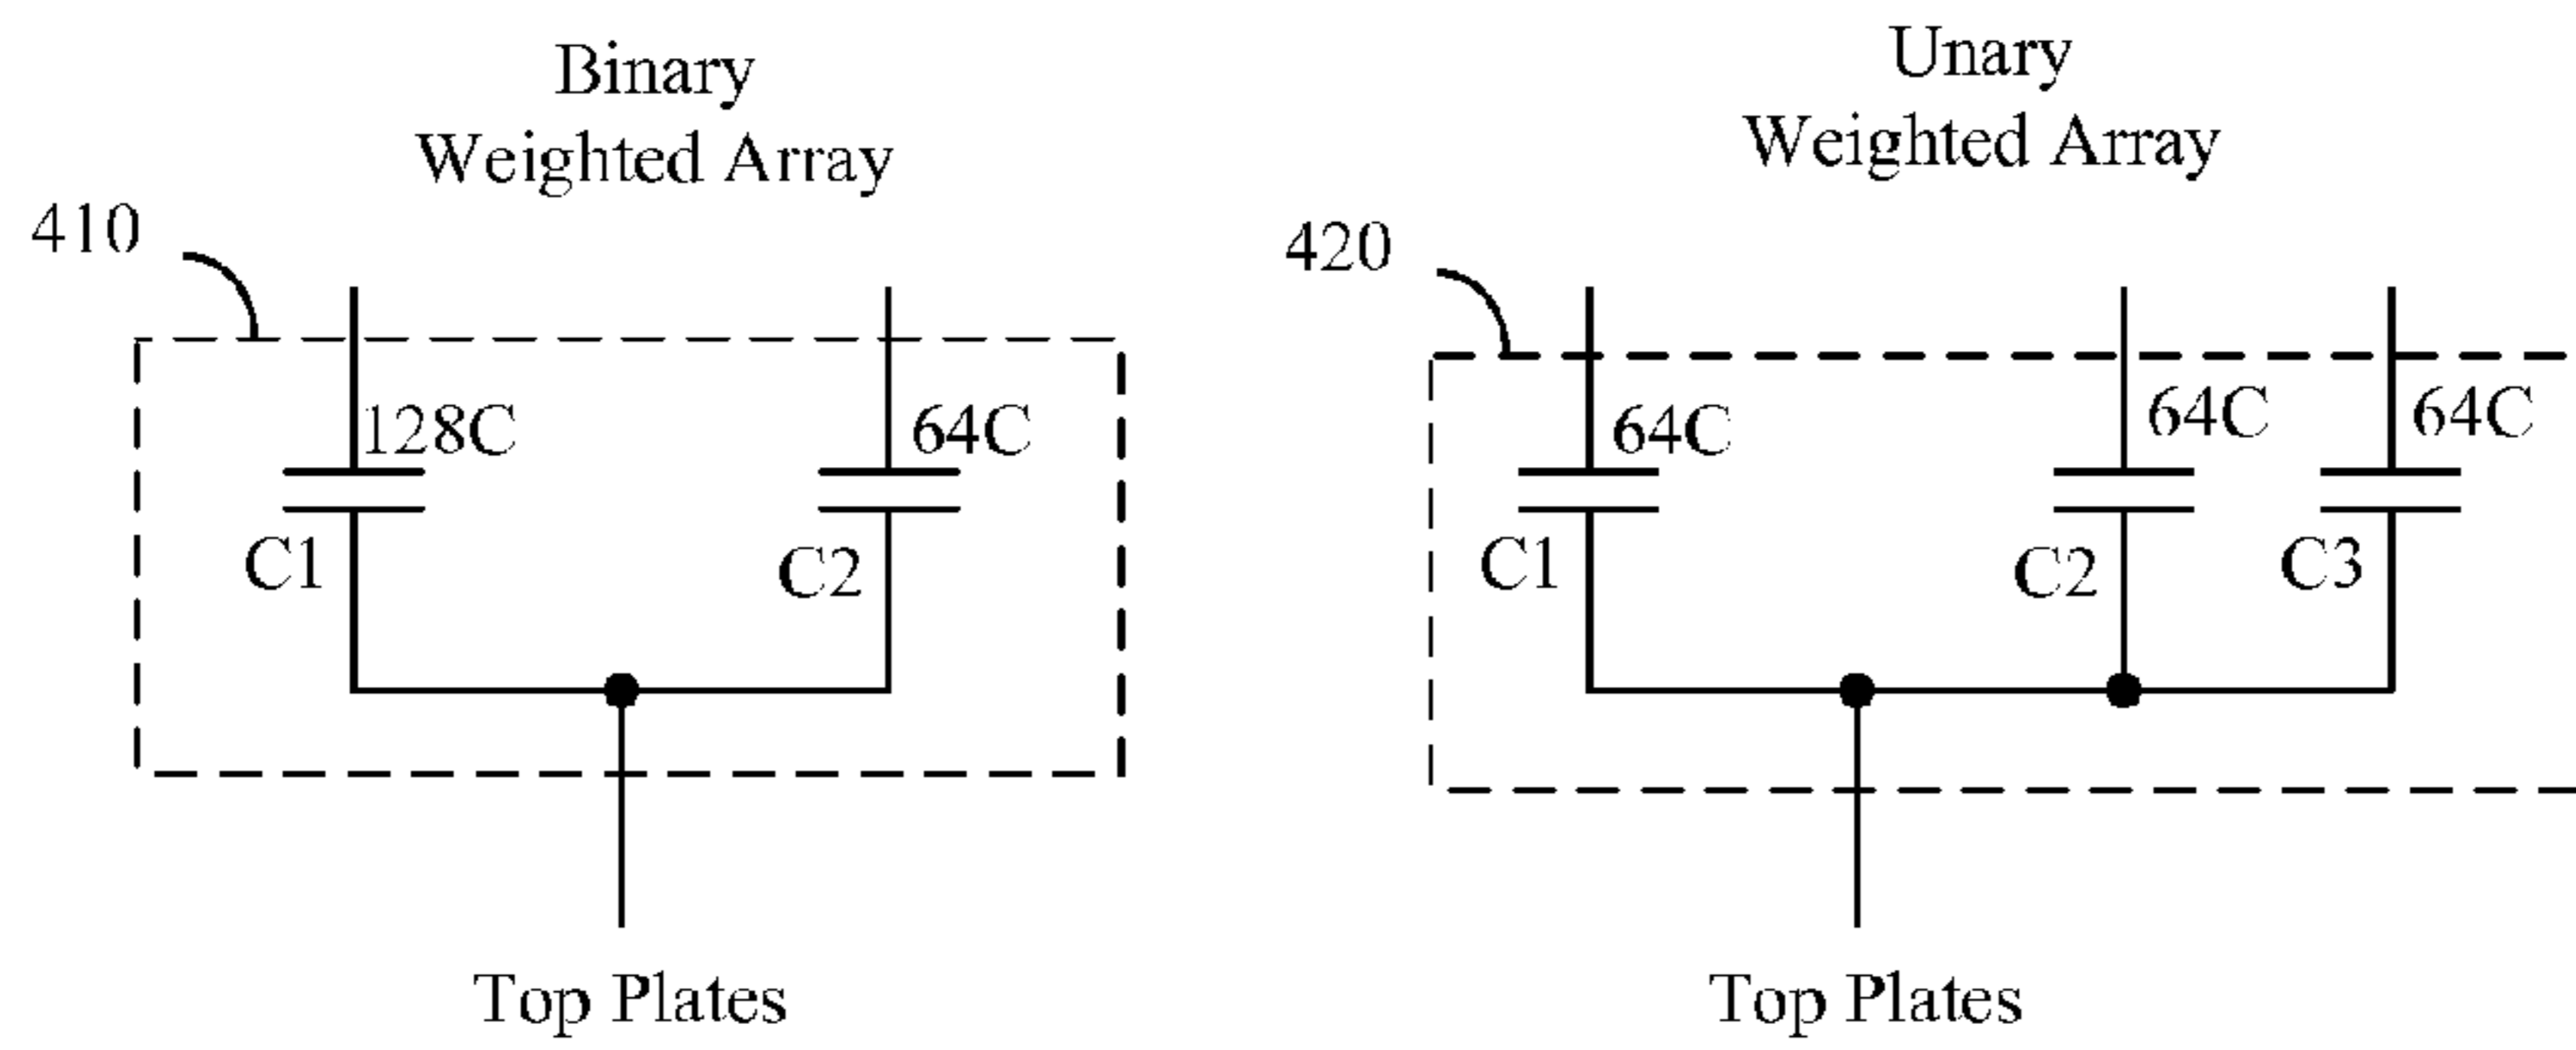 Binary
Weighted Array
Unary
Weighted Array
410
420
128C
64C
64C
64C
64C
C1
C2
C1
C2
C3
Top Plates
Top Plates